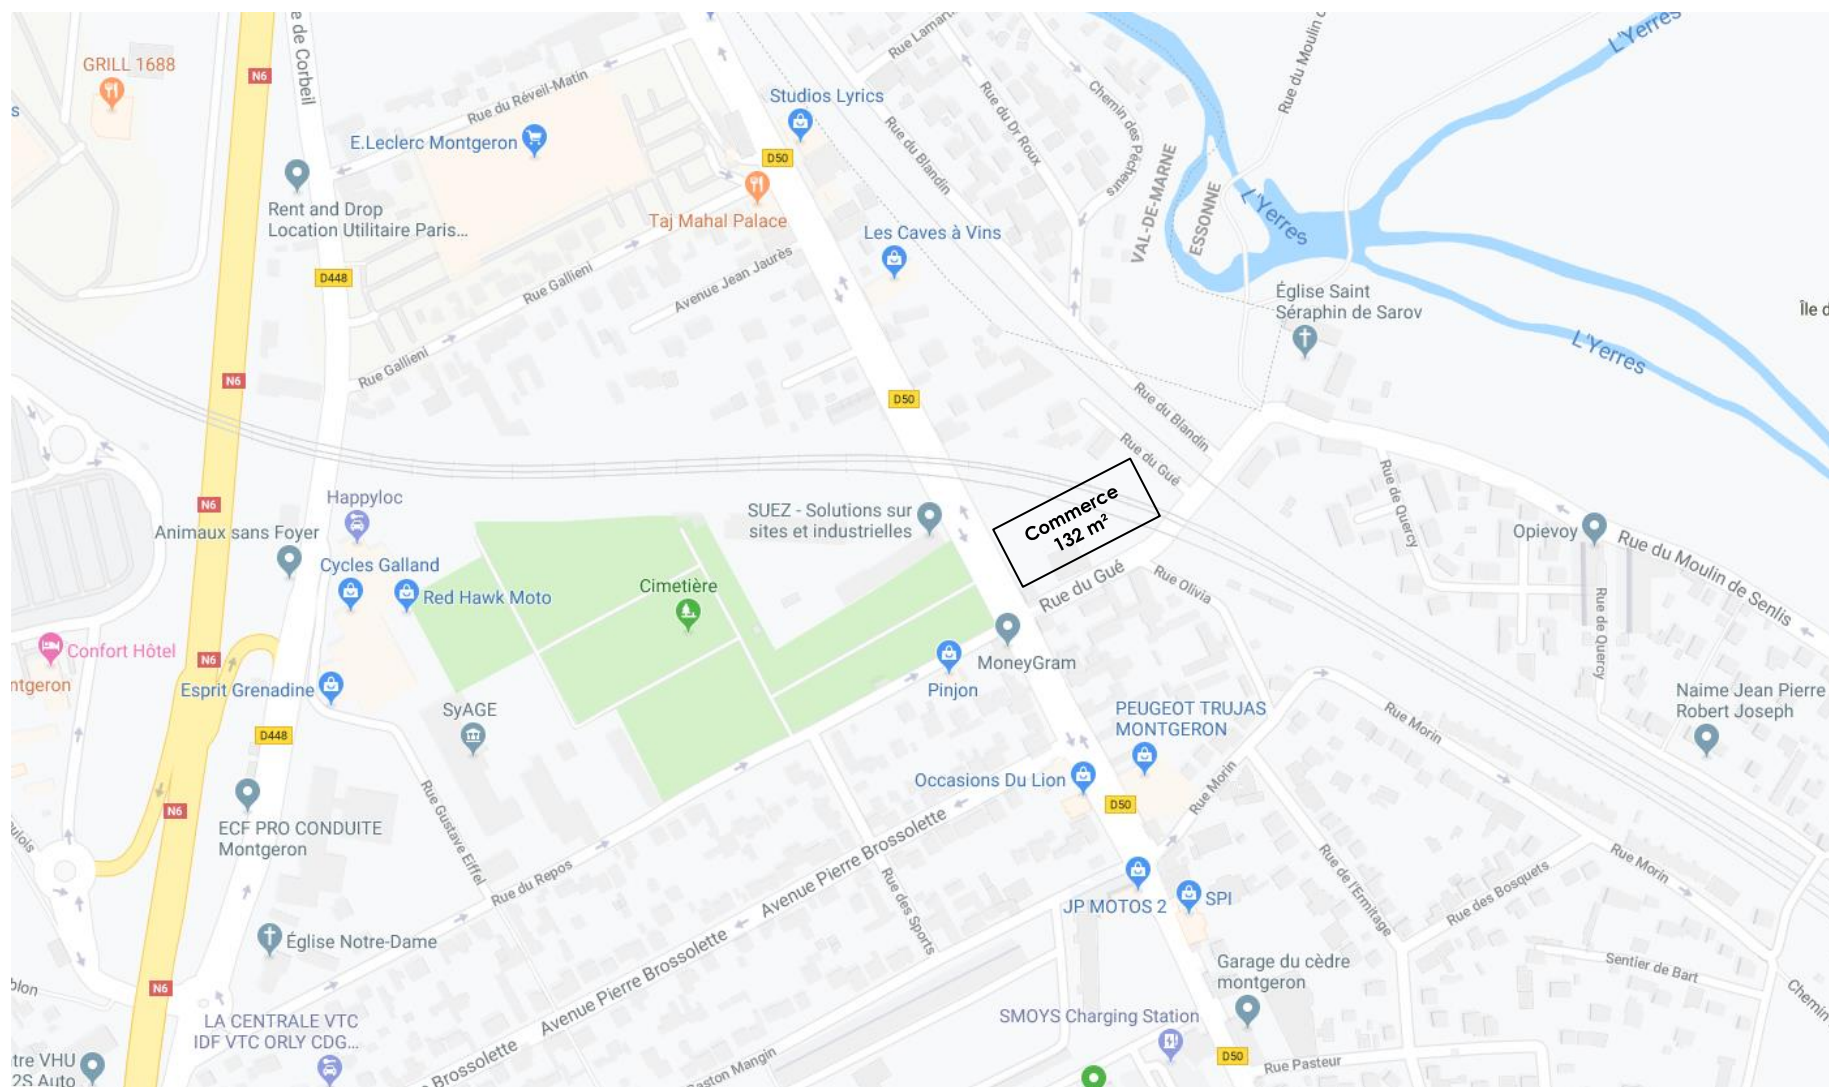 GRILL 1688
N6
e de Corbeil
Rue du Réveil-Matin
E.Leclerc Montgeron
Studios Lyrics
D50
Taj Mahal Palace
Rent and Drop
Location Utilitaire Paris...
D448
Rue Gallieni
Avenue Jean Jaurès
Les Caves à Vins
Rue du Blandin
Rue du Dr Roux
Chemin des Pêcheurs
VAL-DE-MARNE
ESSONNE
L'Yerres
Rue du Moulin
L'Yerres
Église Saint
Séraphin de Sarov
Île d
L'Yerres
Rue Gallieni
N6
D50
Rue du Blandin
Rue du Gué
Commerce
132 m²
N6
Happyloc
Animaux sans Foyer
Cycles Galland
Red Hawk Moto
SUEZ - Solutions sur
sites et industrielles
Cimetière
Rue du Gué
Rue Olivia
Rue de Quercy
Opievoy
Rue du Moulin de Senlis
Rue de Quercy
Confort Hôtel
ntgeron
N6
Esprit Grenadine
SyAGE
MoneyGram
Pinjon
PEUGEOT TRUJAS
MONTGERON
Rue Morin
Naime Jean Pierre
Robert Joseph
D448
Occasions Du Lion
D50
Rue Morin
N6
ECF PRO CONDUITE
Montgeron
Rue Gustave Eiffel
Rue du Repos
Avenue Pierre Brossolette
Rue des Sports
JP MOTOS 2
SPI
Rue de l'Ermitage
Rue des Bosquets
Rue Morin
Église Notre-Dame
Avenue Pierre Brossolette
Garage du cèdre
montgeron
Sentier de Bart
Chemin
N6
LA CENTRALE VTC
IDF VTC ORLY CDG...
SMOYS Charging Station
D50
Rue Pasteur
tre VHU
2S Auto
Brossolette
aston Mangin